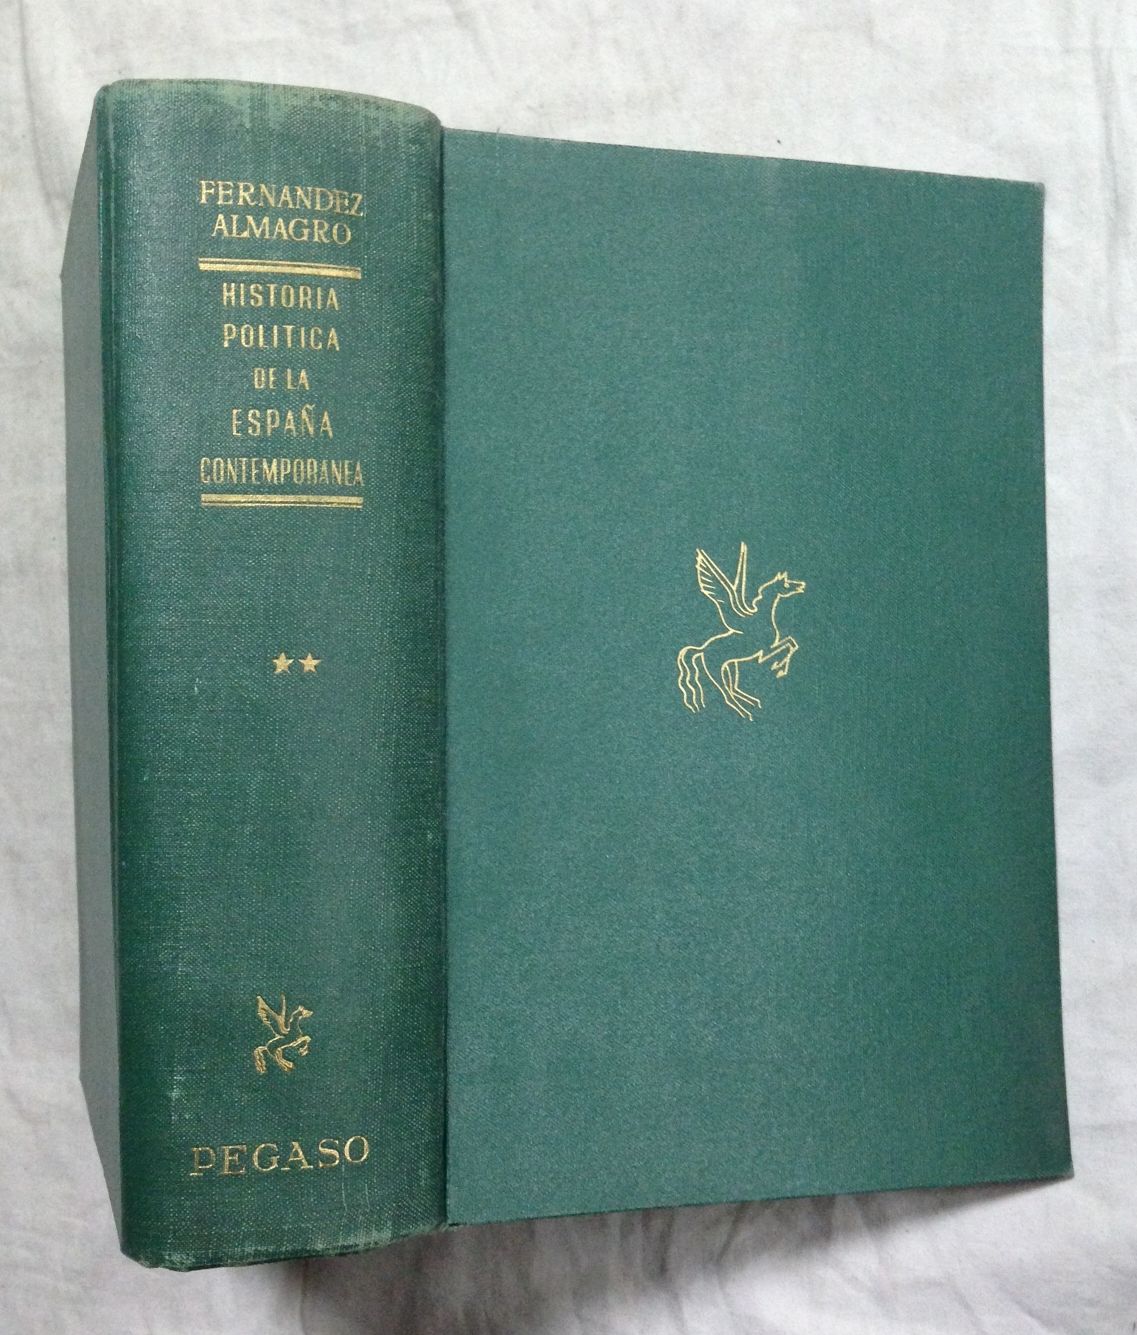 FERNANDEZ
ALMAGRO
HISTORIA
POLITICA
DE LA
ESPAÑA
CONTEMPORANEA
PEGASO